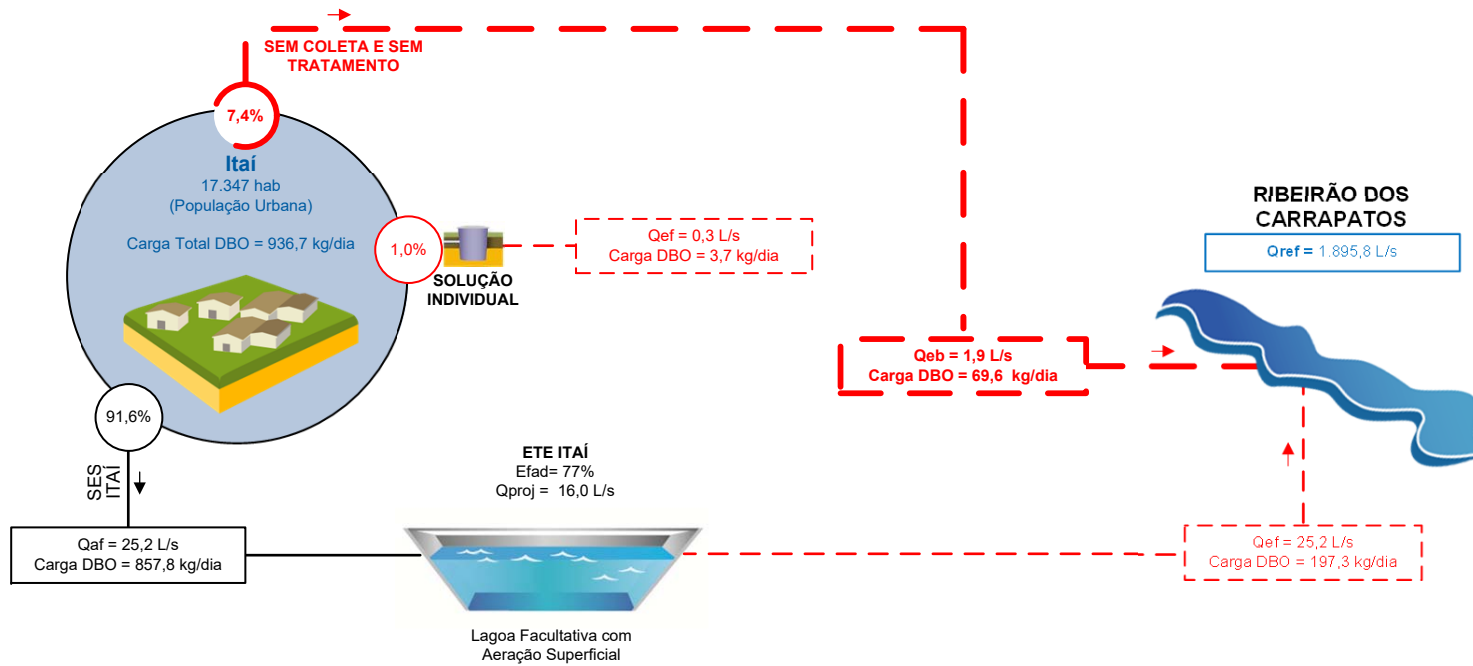 SEM COLETA E SEM
TRATAMENTO
7,4%
Itaí
17.347 hab
(População Urbana)
Carga Total DBO = 936,7 kg/dia
1,0%
SOLUÇÃO
INDIVIDUAL
Qef = 0,3 L/s
Carga DBO = 3,7 kg/dia
RIBEIRÃO DOS
CARRAPATOS
Qref = 1.895,8 L/s
Qeb = 1,9 L/s
Carga DBO = 69,6 kg/dia
91,6%
SES
ITAÍ
Qaf = 25,2 L/s
Carga DBO = 857,8 kg/dia
ETE ITAÍ
Efad= 77%
Qproj = 16,0 L/s
Lagoa Facultativa com
Aeração Superficial
Qef = 25,2 L/s
Carga DBO = 197,3 kg/dia